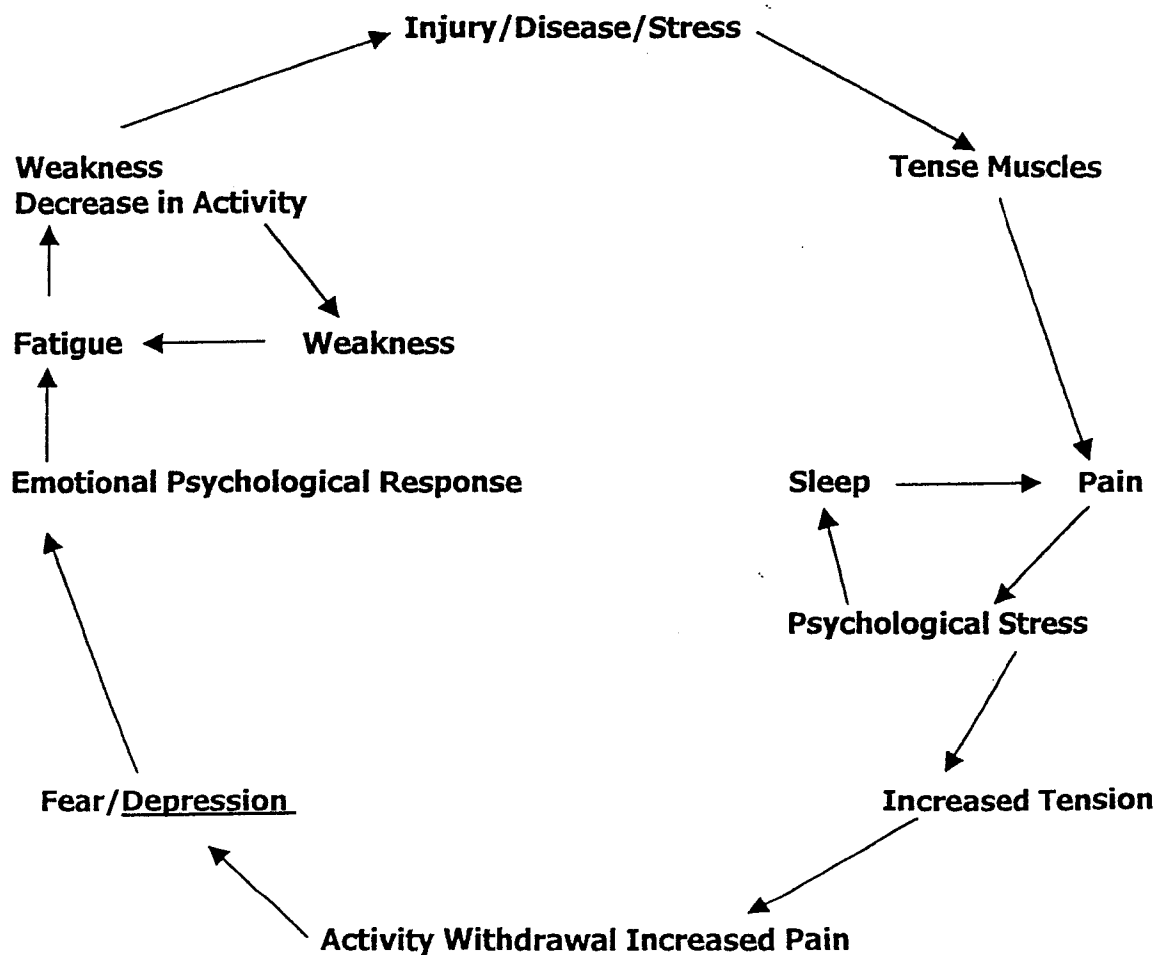 Injury/Disease/Stress
Weakness
Decrease in Activity
Tense Muscles
Fatigue
Weakness
Emotional Psychological Response
Sleep
Pain
Psychological Stress
Fear/Depression
Increased Tension
Activity Withdrawal Increased Pain